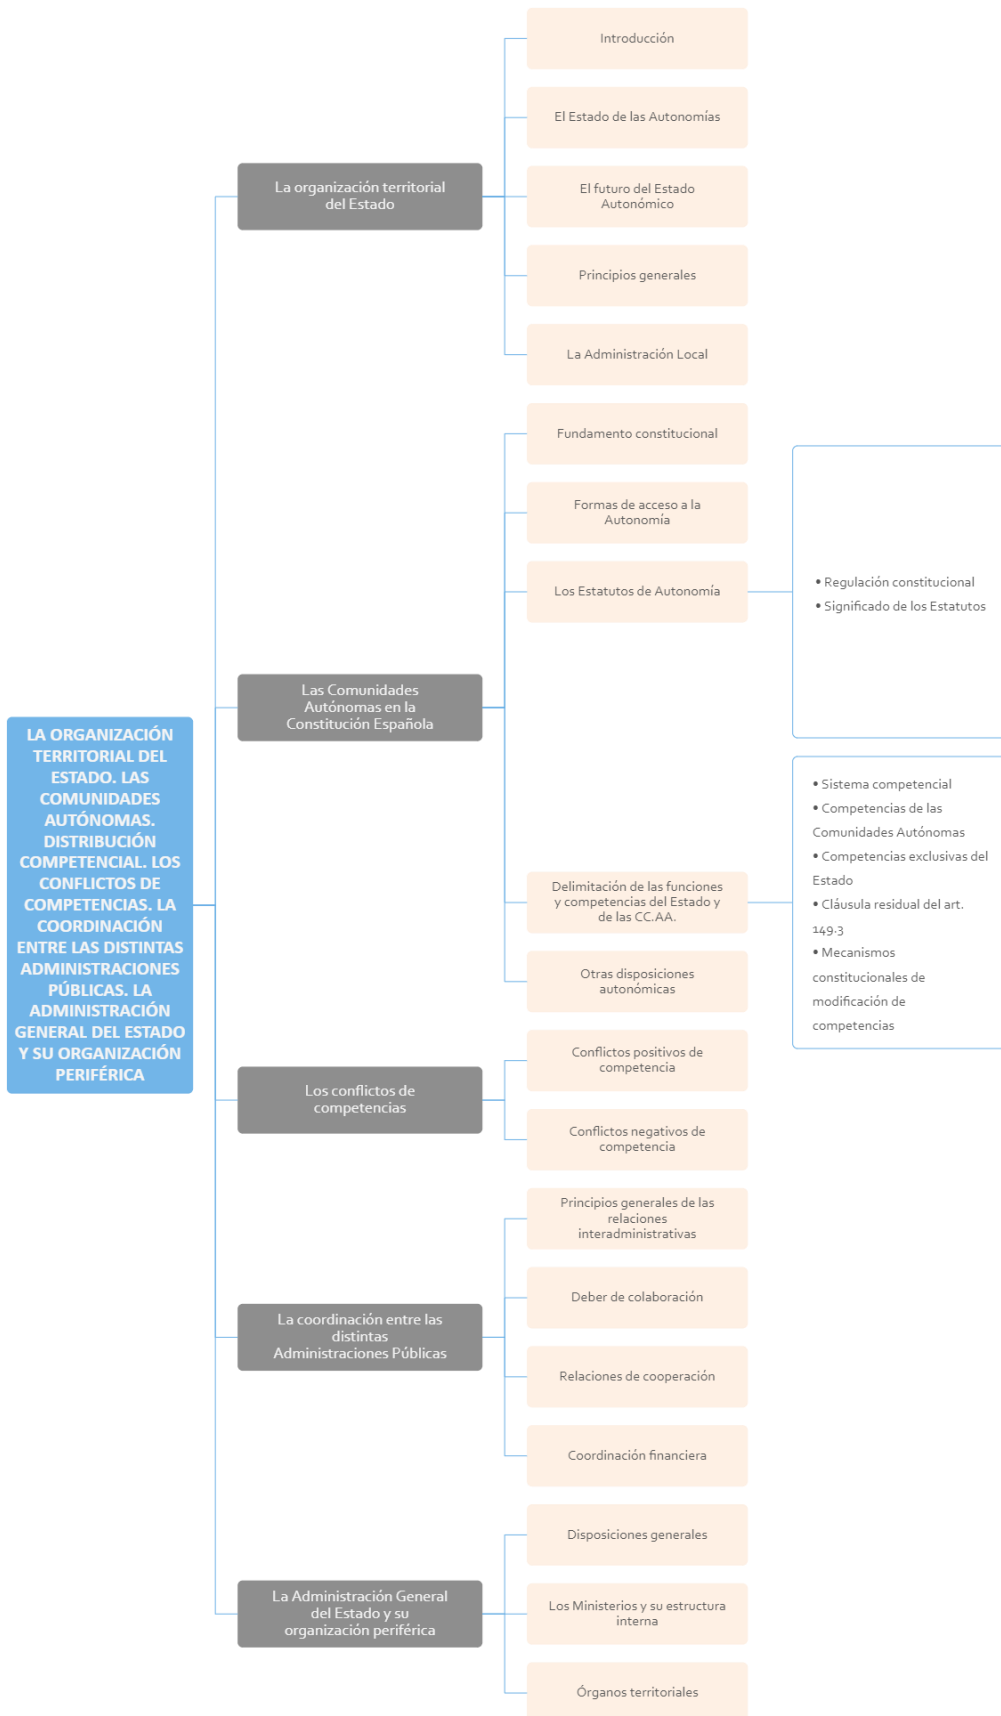 LA ORGANIZACIÓN
TERRITORIAL DEL
ESTADO. LAS
COMUNIDADES
AUTÓNOMAS.
DISTRIBUCIÓN
COMPETENCIAL. LOS
CONFLICTOS DE
COMPETENCIAS. LA
COORDINACIÓN
ENTRE LAS DISTINTAS
ADMINISTRACIONES
PÚBLICAS. LA
ADMINISTRACIÓN
GENERAL DEL ESTADO
Y SU ORGANIZACIÓN
PERIFÉRICA
La organización territorial
del Estado
Introducción
El Estado de las Autonomías
El futuro del Estado
Autonómico
Principios generales
La Administración Local
Las Comunidades
Autónomas en la
Constitución Española
Fundamento constitucional
Formas de acceso a la
Autonomía
Los Estatutos de Autonomía
• Regulación constitucional
• Significado de los Estatutos
Delimitación de las funciones
y competencias del Estado y
de las CC.AA.
• Sistema competencial
• Competencias de las
Comunidades Autónomas
• Competencias exclusivas del
Estado
• Cláusula residual del art.
149.3
• Mecanismos
constitucionales de
modificación de
competencias
Otras disposiciones
autonómicas
Los conflictos de
competencias
Conflictos positivos de
competencia
Conflictos negativos de
competencia
La coordinación entre las
distintas
Administraciones Públicas
Principios generales de las
relaciones
interadministrativas
Deber de colaboración
Relaciones de cooperación
Coordinación financiera
La Administración General
del Estado y su
organización periférica
Disposiciones generales
Los Ministerios y su estructura
interna
Órganos territoriales